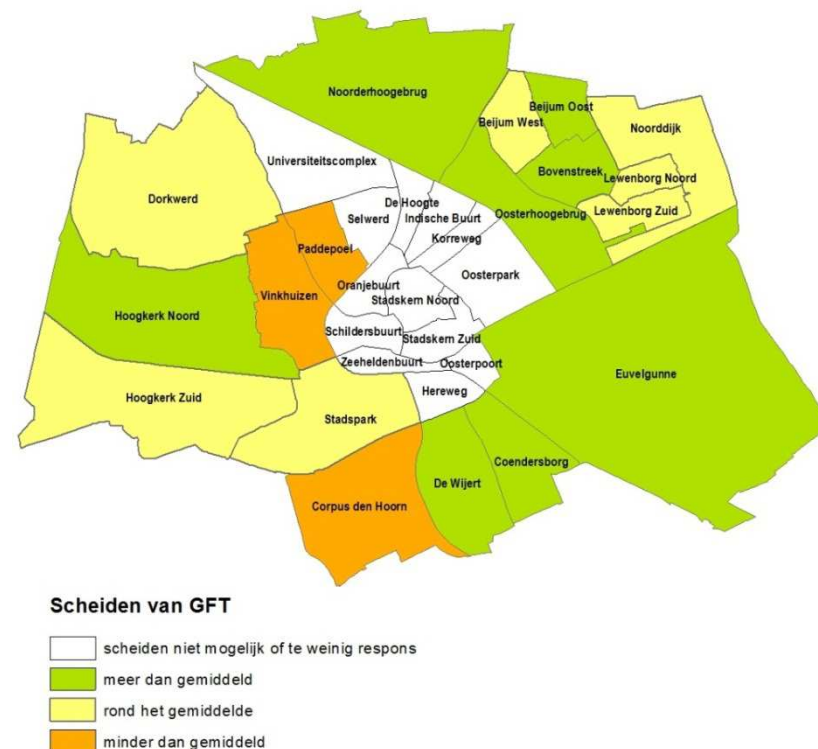 Noorderhoogebrug
Beijum Oost
Beijum West
Noorddijk
Universiteitscomplex
Bovenstreek
Lewenborg Noord
Dorkwerd
De Hoogte
Selwerd
Indische Buurt
Oosterhoogebrug
Lewenborg Zuid
Korreweg
Paddepoel
Oosterpark
Oranjebuurt
Vinkhuizen
Stadskern Noord
Hoogkerk Noord
Schildersbuurt
Stadskern Zuid
Zeeheldenbuurt
Oosterpoort
Euvelgunne
Hereweg
Hoogkerk Zuid
Stadspark
Coendersborg
De Wijert
Corpus den Hoorn
Scheiden van GFT
scheiden niet mogelijk of te weinig respons
meer dan gemiddeld
rond het gemiddelde
minder dan gemiddeld